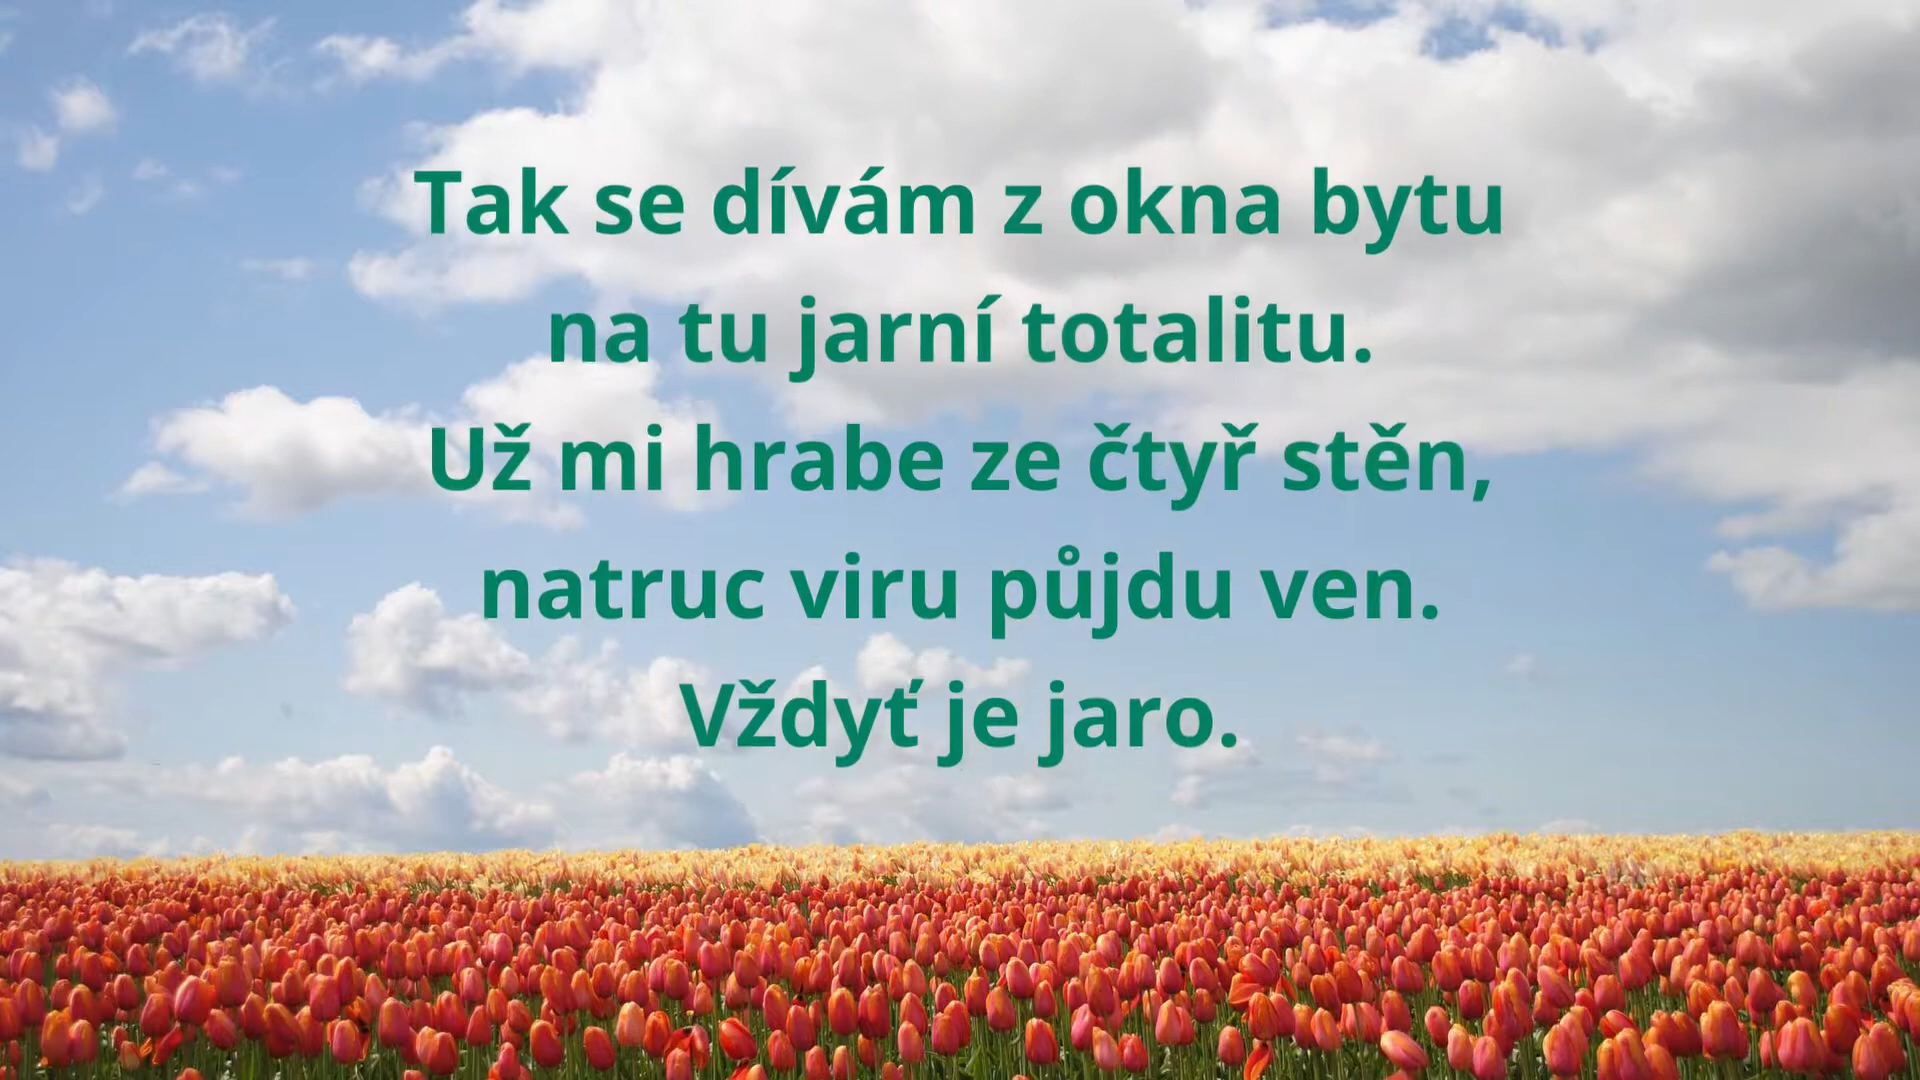 Tak se dívám z okna bytu
na tu jarní totalitu.
Už mi hrabe ze čtyř stěn,
natruc viru půjdu ven.
Vždyť je jaro.